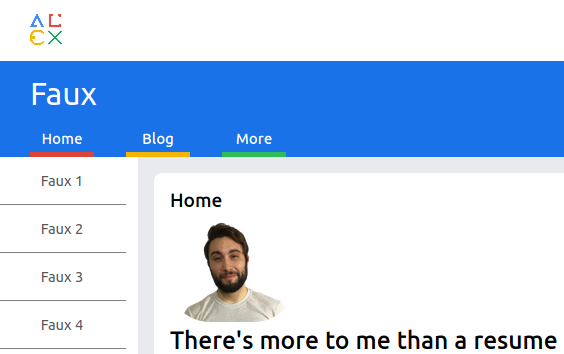 ALEX
Faux
Home Blog More
Faux 1
Faux 2
Faux 3
Faux 4
Home
There's more to me than a resume